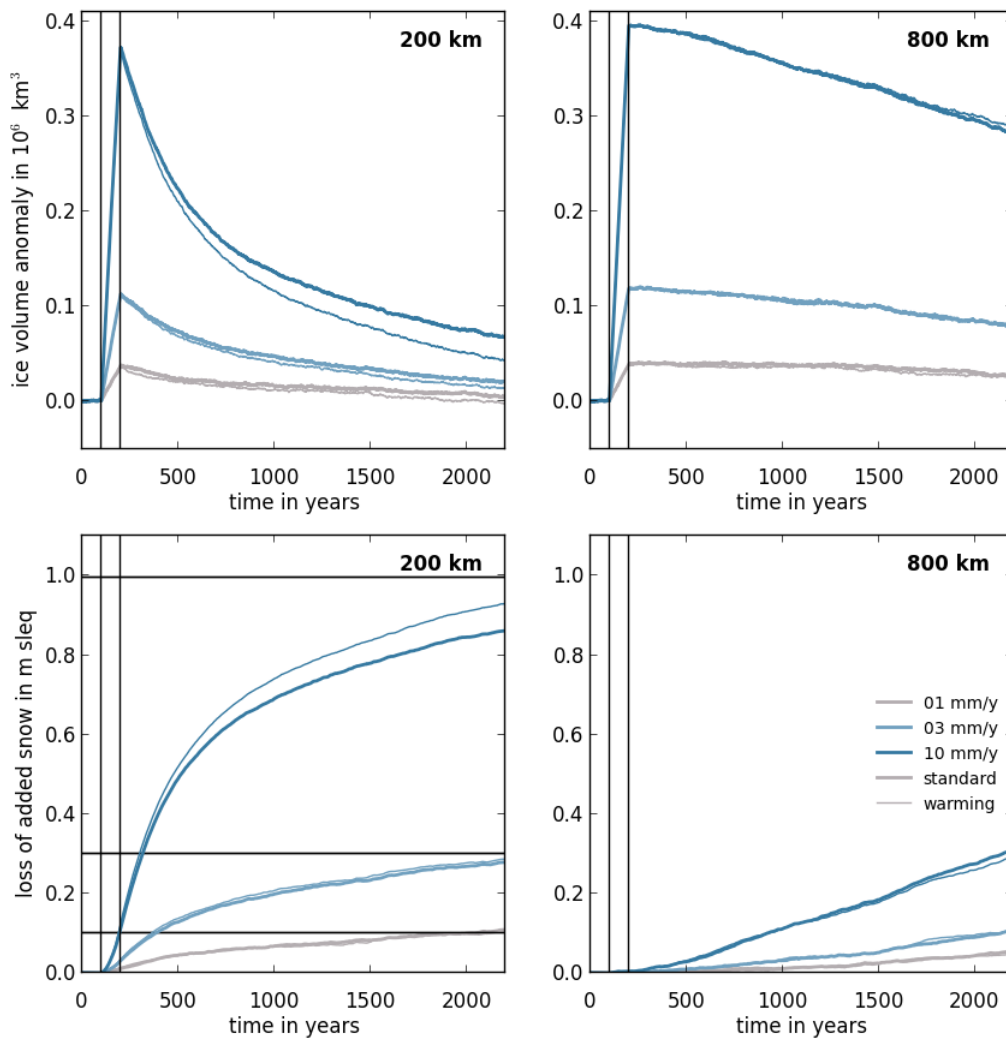 200 km
800 km
ice volume anomaly in 10⁶ km³
0.4
0.3
0.2
0.1
0.0
0 500 1000 1500 2000
time in years
0.4
0.3
0.2
0.1
0.0
0 500 1000 1500 2000
time in years
200 km
800 km
loss of added snow in m sleq
1.0
0.8
0.6
0.4
0.2
0.0
0 500 1000 1500 2000
time in years
1.0
0.8
0.6
0.4
0.2
0.0
01 mm/y
03 mm/y
10 mm/y
standard
warming
0 500 1000 1500 2000
time in years